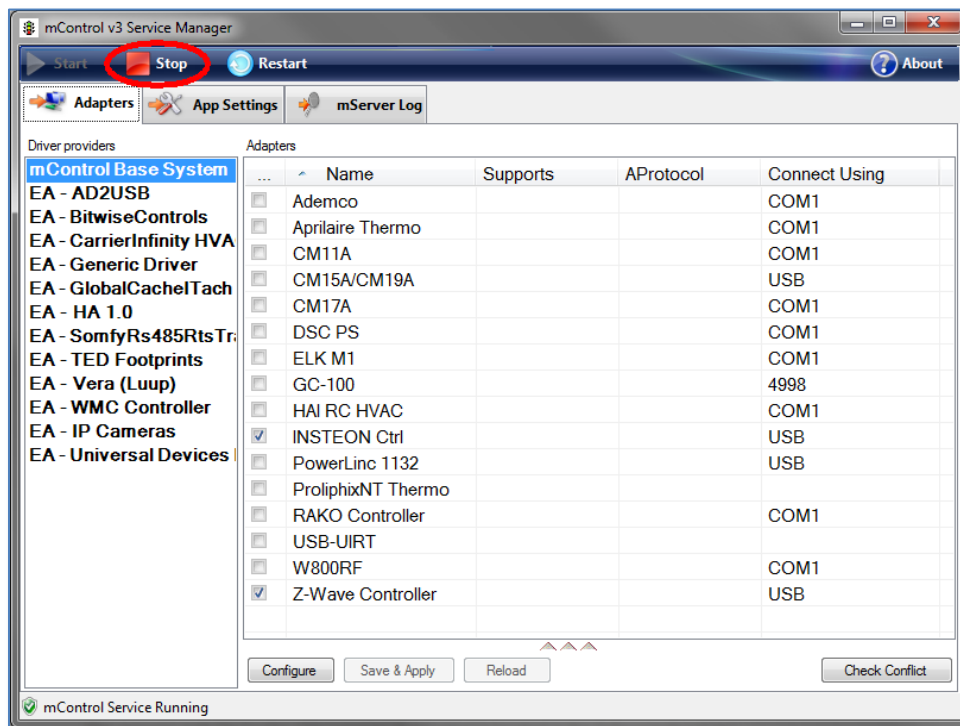 mControl v3 Service Manager
Start Stop Restart About
Adapters App Settings mServer Log
Driver providers
mControl Base System
EA - AD2USB
EA - BitwiseControls
EA - CarrierInfinity HVA
EA - Generic Driver
EA - GlobalCacheITach
EA - HA 1.0
EA - SomfyRs485RtsTra
EA - TED Footprints
EA - Vera (Luup)
EA - WMC Controller
EA - IP Cameras
EA - Universal Devices
Adapters
... Name Supports AProtocol Connect Using
Ademco COM1
Aprilaire Thermo COM1
CM11A COM1
CM15A/CM19A USB
CM17A COM1
DSC PS COM1
ELK M1 COM1
GC-100 4998
HAI RC HVAC COM1
INSTEON Ctrl USB
PowerLinc 1132 USB
ProliphixNT Thermo
RAKO Controller COM1
USB-UIRT
W800RF COM1
Z-Wave Controller USB
Configure Save & Apply Reload Check Conflict
mControl Service Running